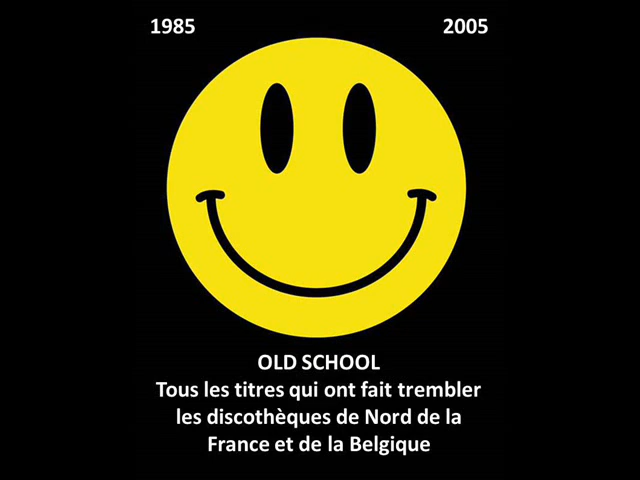 1985 2005
OLD SCHOOL
Tous les titres qui ont fait trembler
les discothèques de Nord de la
France et de la Belgique